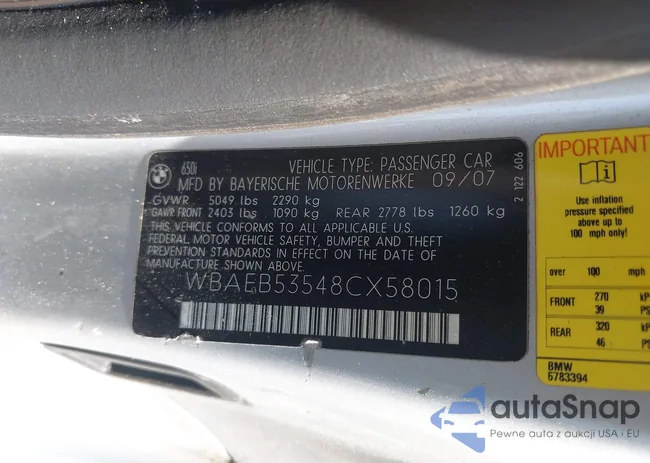 650i
VEHICLE TYPE: PASSENGER CAR
MFD BY BAYERISCHE MOTORENWERKE 09/07
GVWR 5049 lbs 2290 kg
GAWR FRONT 2403 lbs 1090 kg REAR 2778 lbs 1260 kg
THIS VEHICLE CONFORMS TO ALL APPLICABLE U.S.
FEDERAL MOTOR VEHICLE SAFETY, BUMPER AND THEFT
PREVENTION STANDARDS IN EFFECT ON THE DATE OF
MANUFACTURE SHOWN ABOVE.
WBAEB53548CX58015
2 122 606
IMPORTANT
Use inflation
pressure specified
above up to
100 mph only!
over 100 mph
FRONT 270
39
REAR 320
46
BMW
6783394
autaSnap
Pewne auta z aukcji USA i EU